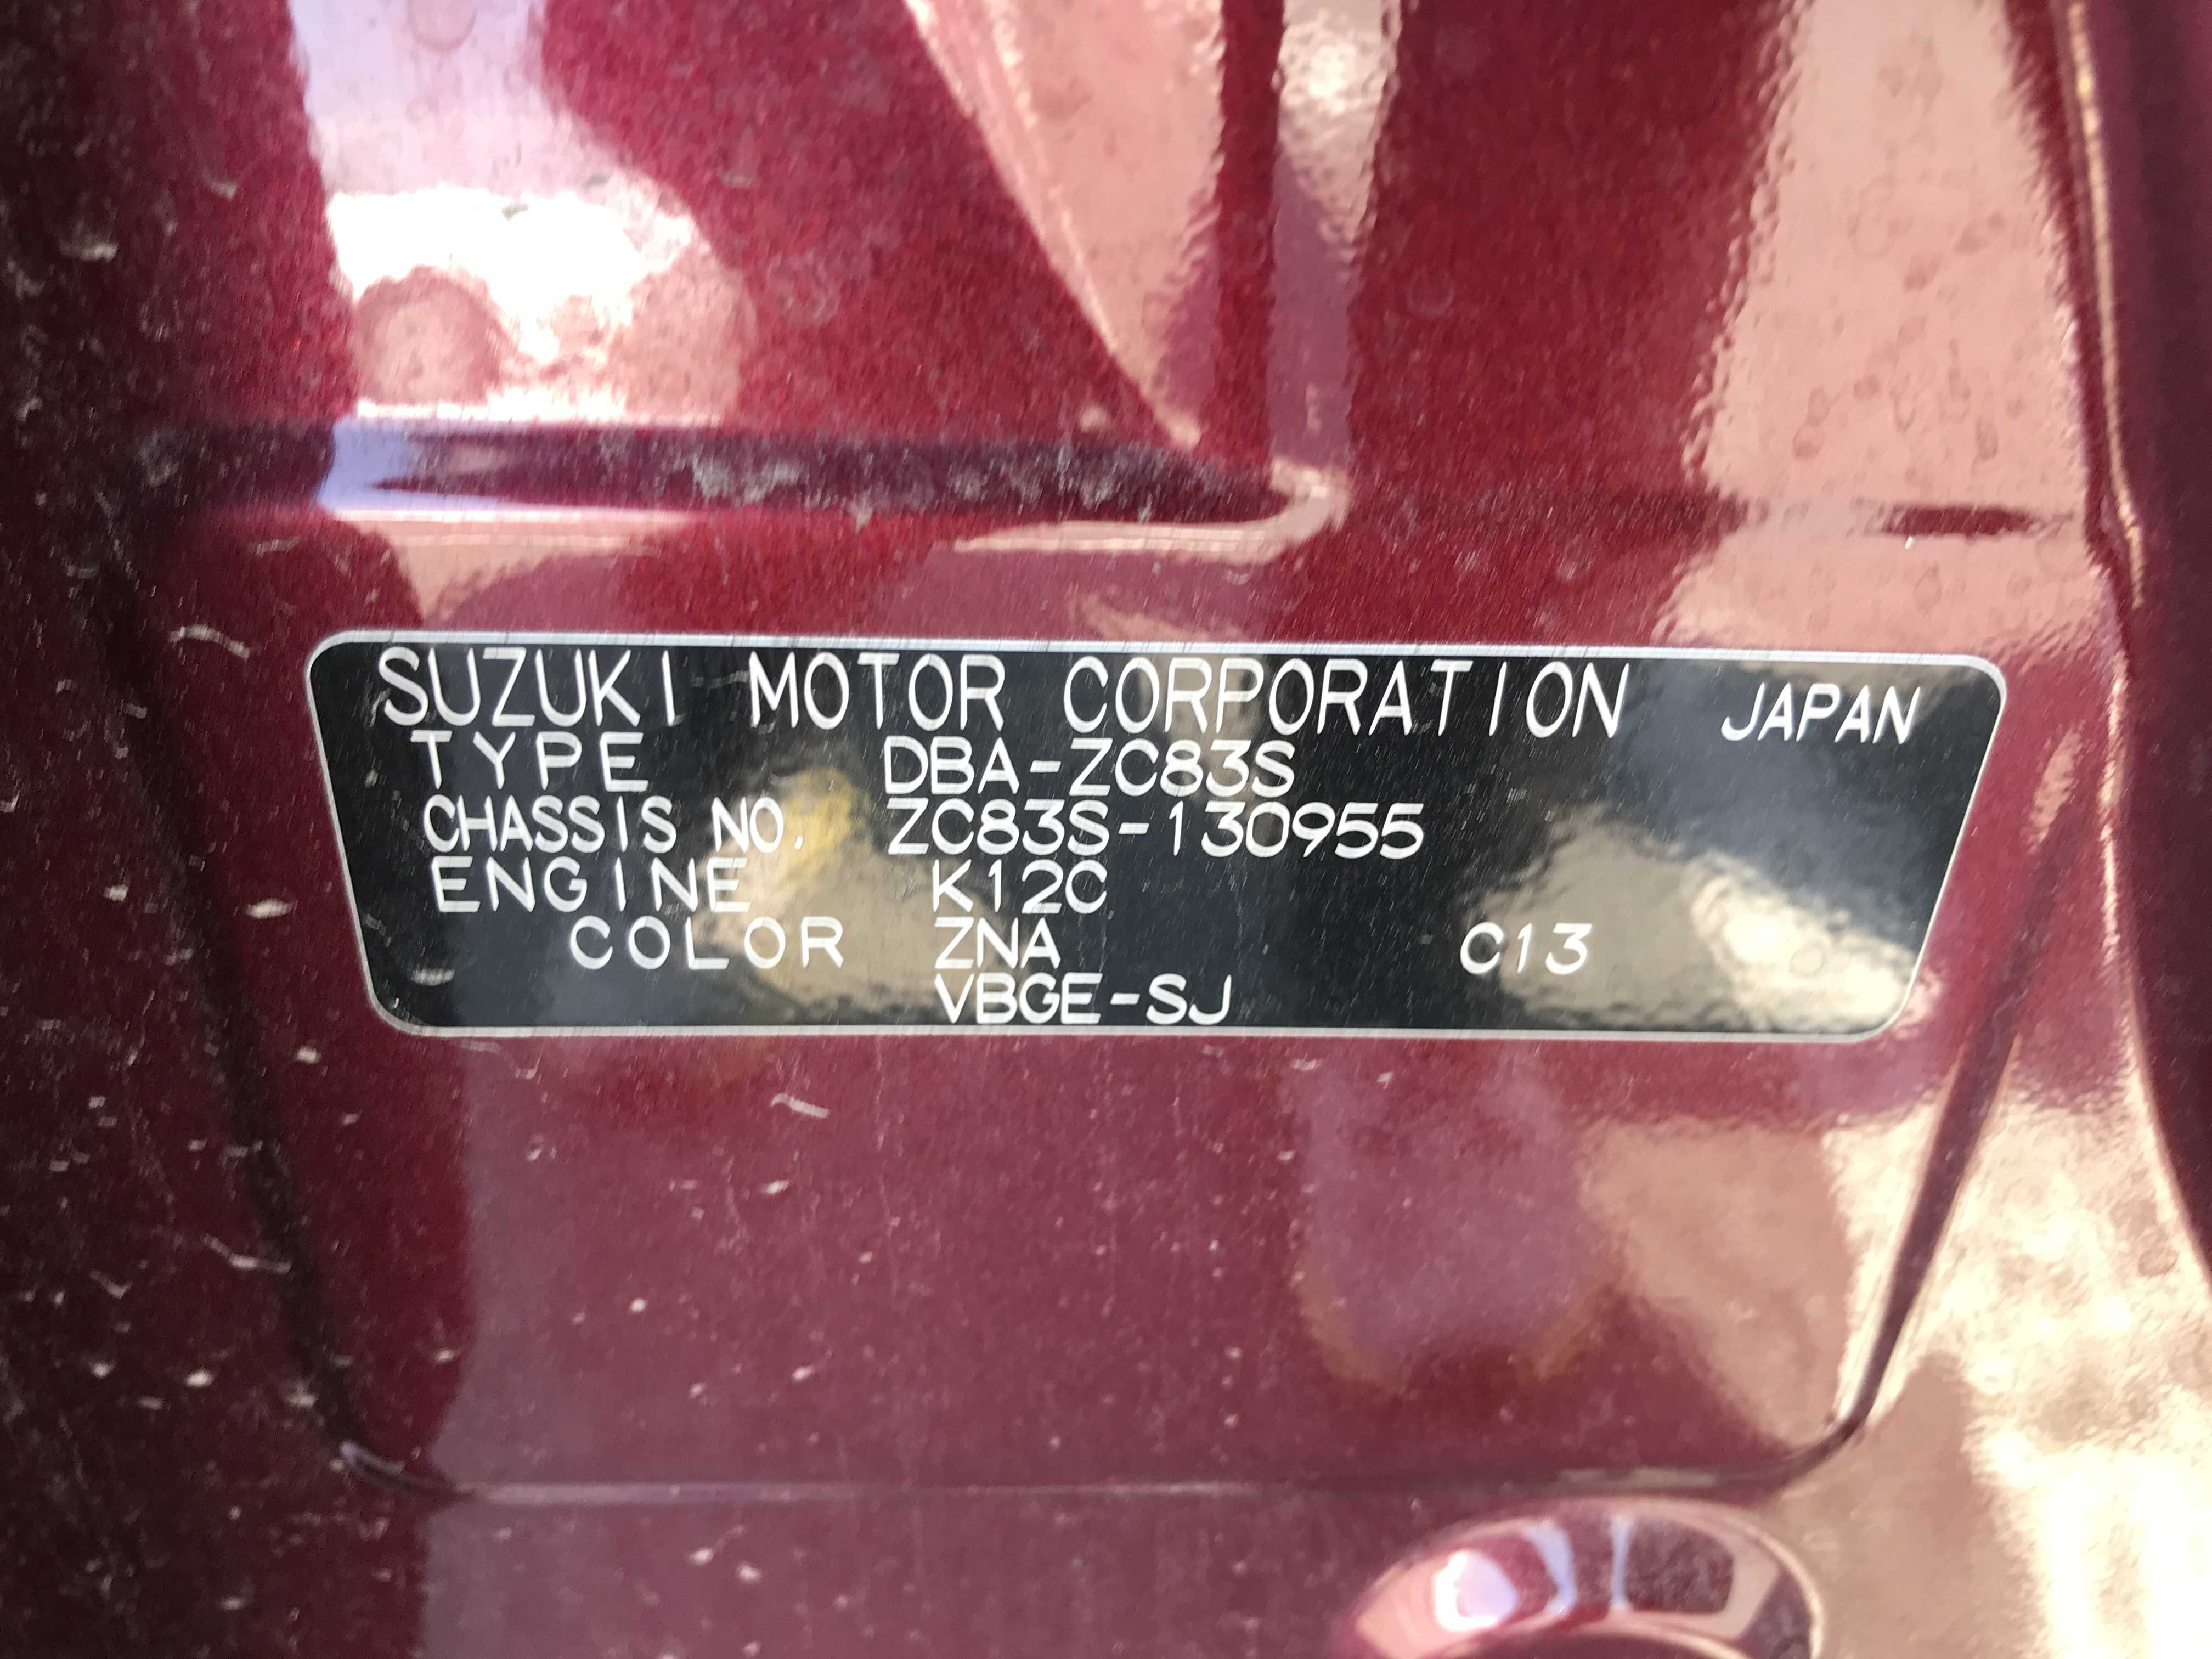 SUZUKI MOTOR CORPORATION JAPAN
TYPE DBA-ZC83S
CHASSIS NO. ZC83S-130955
ENGINE K12C
COLOR ZNA C13
VBGE-SJ